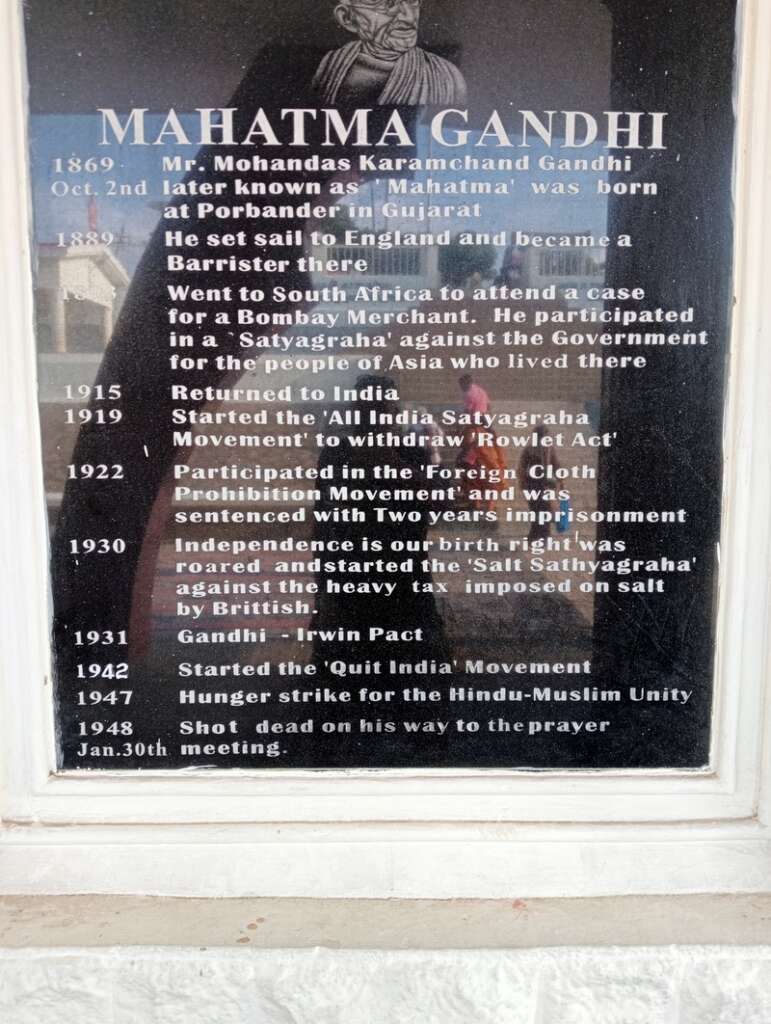 MAHATMA GANDHI
1869 Mr. Mohandas Karamchand Gandhi
Oct. 2nd later known as 'Mahatma' was born
at Porbander in Gujarat
1889 He set sail to England and became a
Barrister there
Went to South Africa to attend a case
for a Bombay Merchant. He participated
in a `Satyagraha' against the Government
for the people of Asia who lived there
1915 Returned to India
1919 Started the 'All India Satyagraha
Movement' to withdraw 'Rowlet Act'
1922 Participated in the 'Foreign Cloth
Prohibition Movement' and was
sentenced with Two years imprisonment
1930 Independence is our birth right'was
roared andstarted the 'Salt Sathyagraha'
against the heavy tax imposed on salt
by Brittish.
1931 Gandhi - Irwin Pact
1942 Started the 'Quit India' Movement
1947 Hunger strike for the Hindu-Muslim Unity
1948 Shot dead on his way to theprayer
Jan.30th meeting.